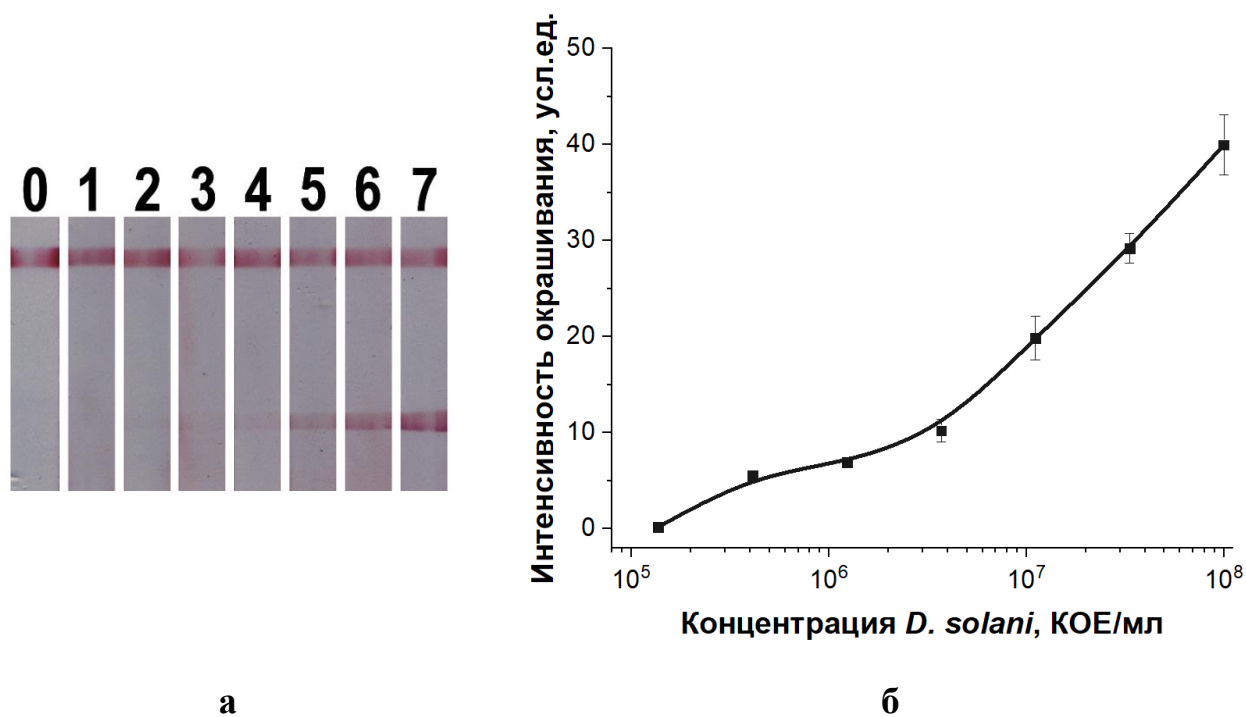 0 1 2 3 4 5 6 7
а
Интенсивность окрашивания, усл.ед.
50
40
30
20
10
0
10⁵ 10⁶ 10⁷ 10⁸
Концентрация D. solani, КОЕ/мл
б